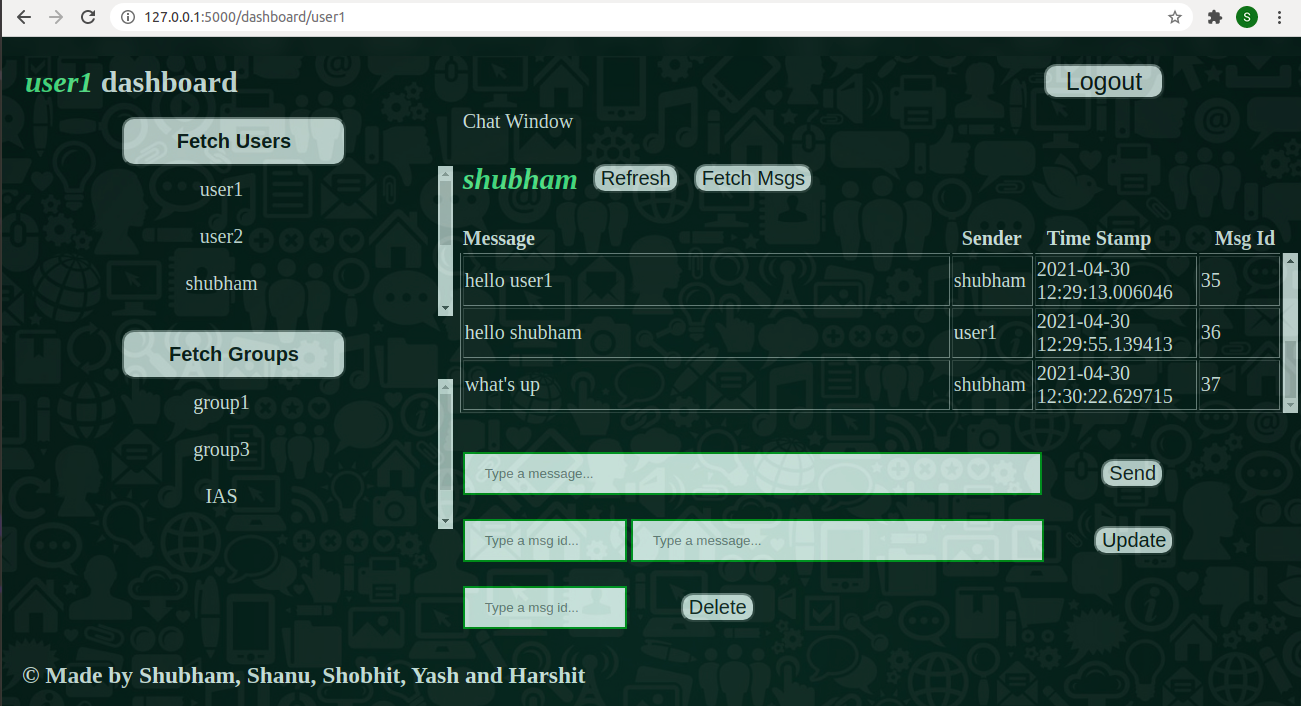 127.0.0.1:5000/dashboard/user1
S
user1 dashboard
Logout
Fetch Users
user1
user2
shubham
Fetch Groups
group1
group3
IAS
Chat Window
shubham Refresh Fetch Msgs
Message Sender Time Stamp Msg Id
hello user1 shubham 2021-04-30 12:29:13.006046 35
hello shubham user1 2021-04-30 12:29:55.139413 36
what's up shubham 2021-04-30 12:30:22.629715 37
Type a message... Send
Type a msg id... Type a message... Update
Type a msg id... Delete
© Made by Shubham, Shanu, Shobhit, Yash and Harshit